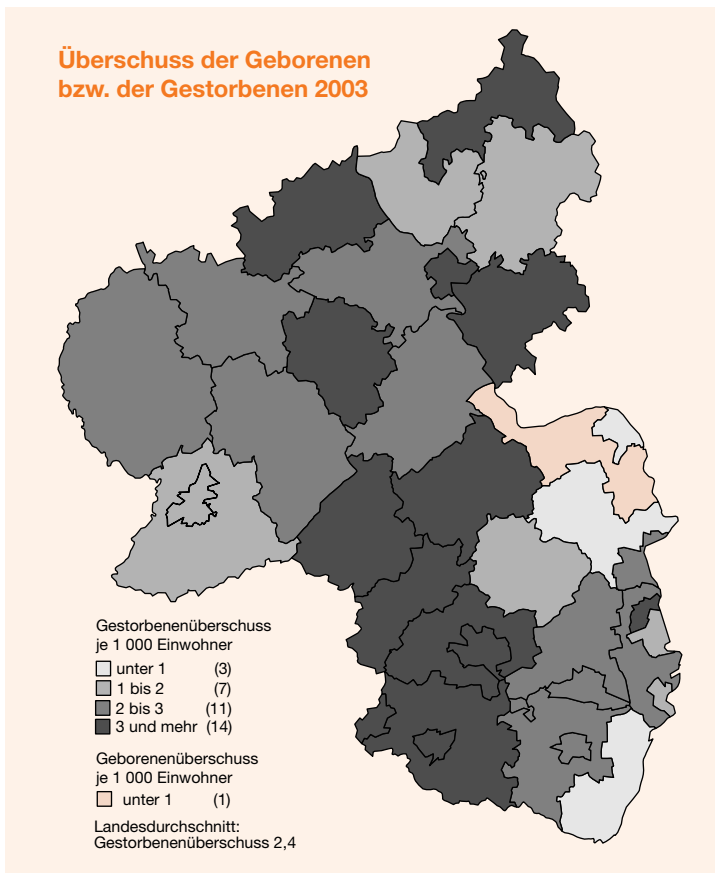 Überschuss der Geborenen
bzw. der Gestorbenen 2003
Gestorbenenüberschuss
je 1 000 Einwohner
unter 1 (3)
1 bis 2 (7)
2 bis 3 (11)
3 und mehr (14)
Geborenenüberschuss
je 1 000 Einwohner
unter 1 (1)
Landesdurchschnitt:
Gestorbenenüberschuss 2,4